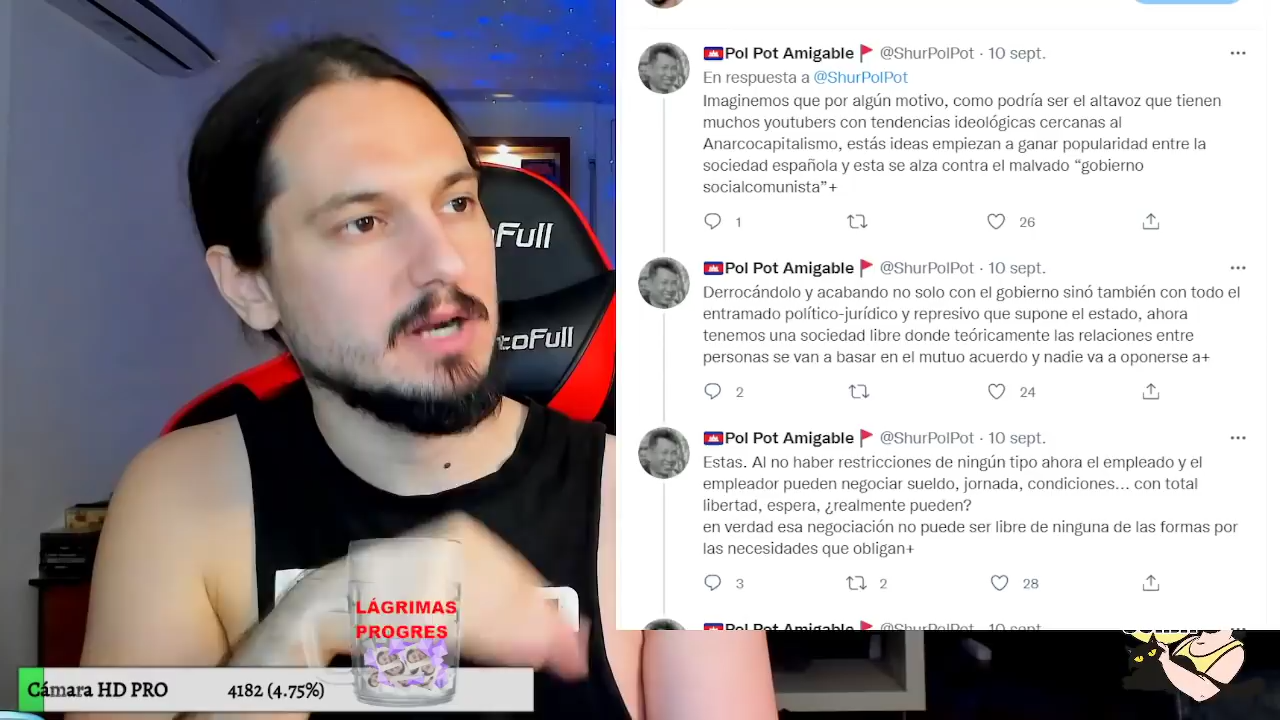 Pol Pot Amigable @ShurPolPot · 10 sept.
En respuesta a @ShurPolPot
Imaginemos que por algún motivo, como podría ser el altavoz que tienen
muchos youtubers con tendencias ideológicas cercanas al
Anarcocapitalismo, estás ideas empiezan a ganar popularidad entre la
sociedad española y esta se alza contra el malvado “gobierno
socialcomunista”+
1 26
Pol Pot Amigable @ShurPolPot · 10 sept.
Derrocándolo y acabando no solo con el gobierno sinó también con todo el
entramado político-jurídico y represivo que supone el estado, ahora
tenemos una sociedad libre donde teóricamente las relaciones entre
personas se van a basar en el mutuo acuerdo y nadie va a oponerse a+
2 24
Pol Pot Amigable @ShurPolPot · 10 sept.
Estas. Al no haber restricciones de ningún tipo ahora el empleado y el
empleador pueden negociar sueldo, jornada, condiciones... con total
libertad, espera, ¿realmente pueden?
en verdad esa negociación no puede ser libre de ninguna de las formas por
las necesidades que obligan+
3 2 28
Pol Pot Amigable @ShurPolPot · 10 sept.
Full
toFull
LÁGRIMAS
PROGRES
Cámara HD PRO 4182 (4.75%)